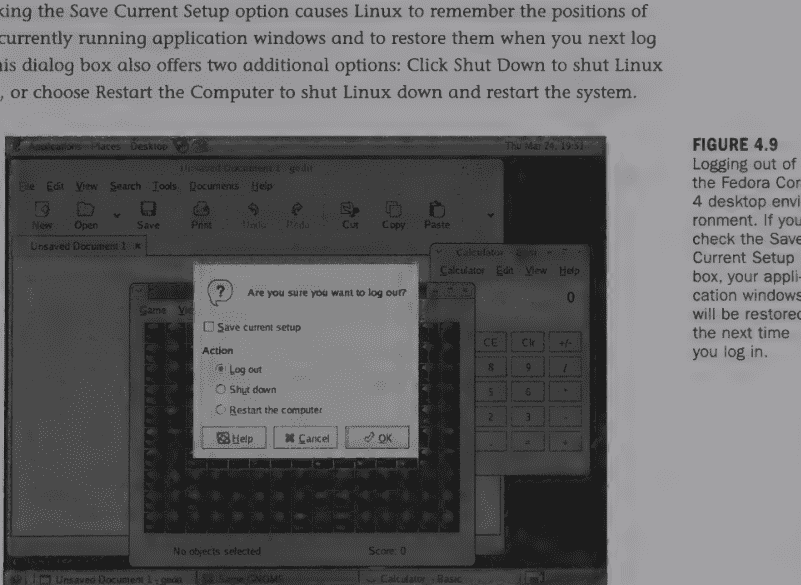 king the Save Current Setup option causes Linux to remember the positions of
currently running application windows and to restore them when you next log
his dialog box also offers two additional options: Click Shut Down to shut Linux
, or choose Restart the Computer to shut Linux down and restart the system.
Applications Places Desktop Thu Mar 24, 19:51
Unsaved Document 1 - gedit
File Edit View Search Tools Documents Help
New Open Save Print Undo Redo Cut Copy Paste
Unsaved Document 1 ×
Calculator
Calculator Edit View Help
0
CE Clr +/-
8 9 /
5 6 *
2 3 -
Game
Are you sure you want to log out?
Save current setup
Action
Log out
Shut down
Restart the computer
Help Cancel OK
No objects selected Score: 0
Unsaved Document 1 - gedit Same GNOME Calculator - Basic
FIGURE 4.9
Logging out of
the Fedora Cor
4 desktop envi
ronment. If you
check the Save
Current Setup
box, your appli-
cation windows
will be restored
the next time
you log in.